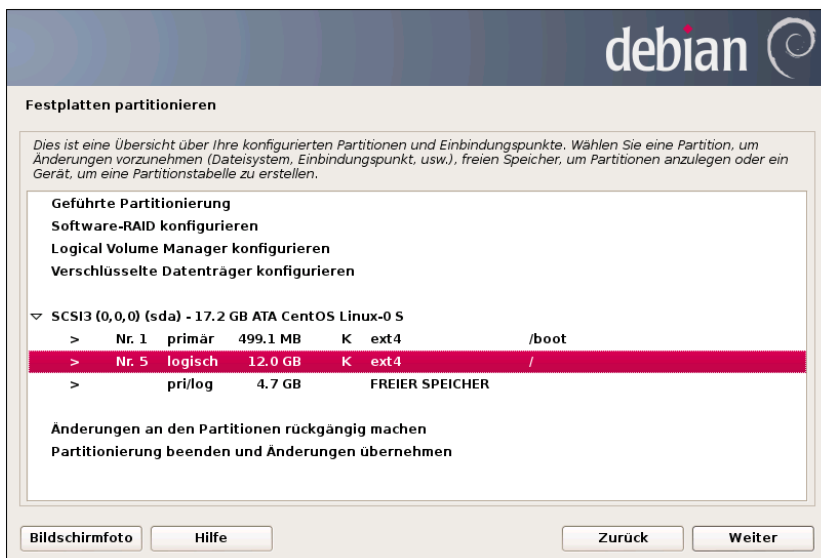 debian
Festplatten partitionieren
Dies ist eine Übersicht über Ihre konfigurierten Partitionen und Einbindungspunkte. Wählen Sie eine Partition, um
Änderungen vorzunehmen (Dateisystem, Einbindungspunkt, usw.), freien Speicher, um Partitionen anzulegen oder ein
Gerät, um eine Partitionstabelle zu erstellen.
Geführte Partitionierung
Software-RAID konfigurieren
Logical Volume Manager konfigurieren
Verschlüsselte Datenträger konfigurieren
SCSI3 (0,0,0) (sda) - 17.2 GB ATA CentOS Linux-0 S
> Nr. 1 primär 499.1 MB K ext4 /boot
> Nr. 5 logisch 12.0 GB K ext4 /
> pri/log 4.7 GB FREIER SPEICHER
Änderungen an den Partitionen rückgängig machen
Partitionierung beenden und Änderungen übernehmen
Bildschirmfoto Hilfe Zurück Weiter